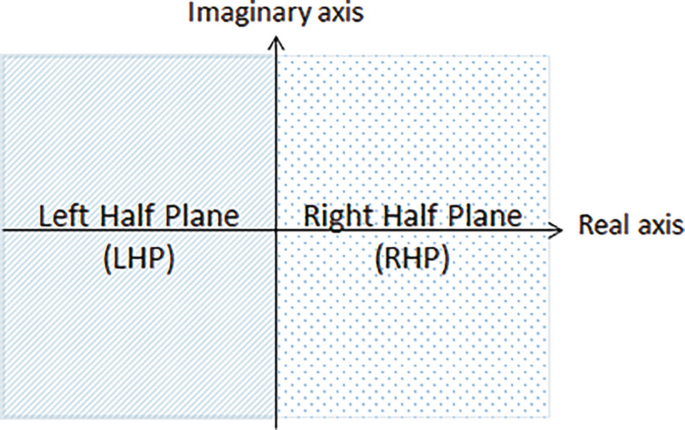 Imaginary axis
Left Half Plane
(LHP)
Right Half Plane
(RHP)
Real axis